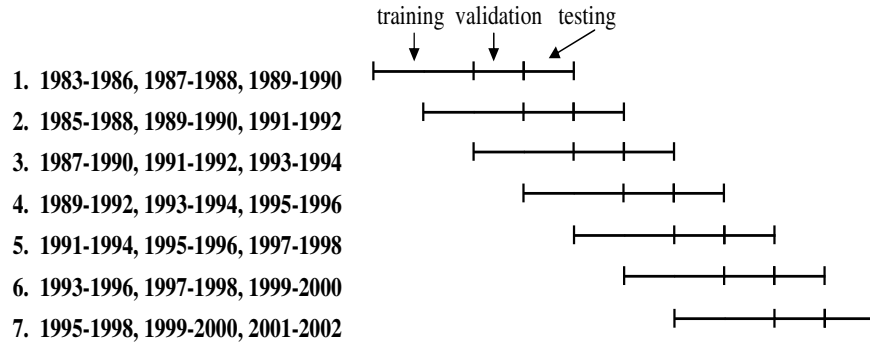 training validation testing
1. 1983-1986, 1987-1988, 1989-1990
2. 1985-1988, 1989-1990, 1991-1992
3. 1987-1990, 1991-1992, 1993-1994
4. 1989-1992, 1993-1994, 1995-1996
5. 1991-1994, 1995-1996, 1997-1998
6. 1993-1996, 1997-1998, 1999-2000
7. 1995-1998, 1999-2000, 2001-2002